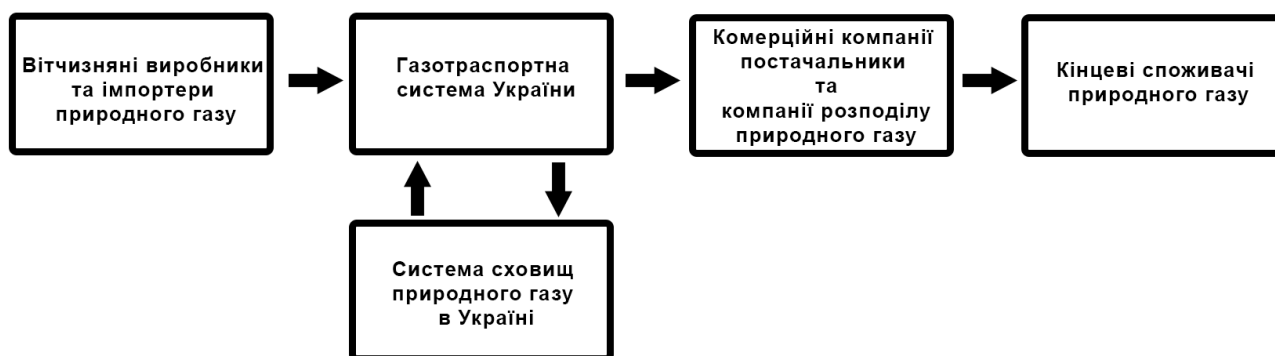 Вітчизняні виробники
та імпортери
природного газу
Газотраспортна
система України
Комерційні компанії
постачальники
та
компанії розподілу
природного газу
Кінцеві споживачі
природного газу
Система сховищ
природного газу
в Україні